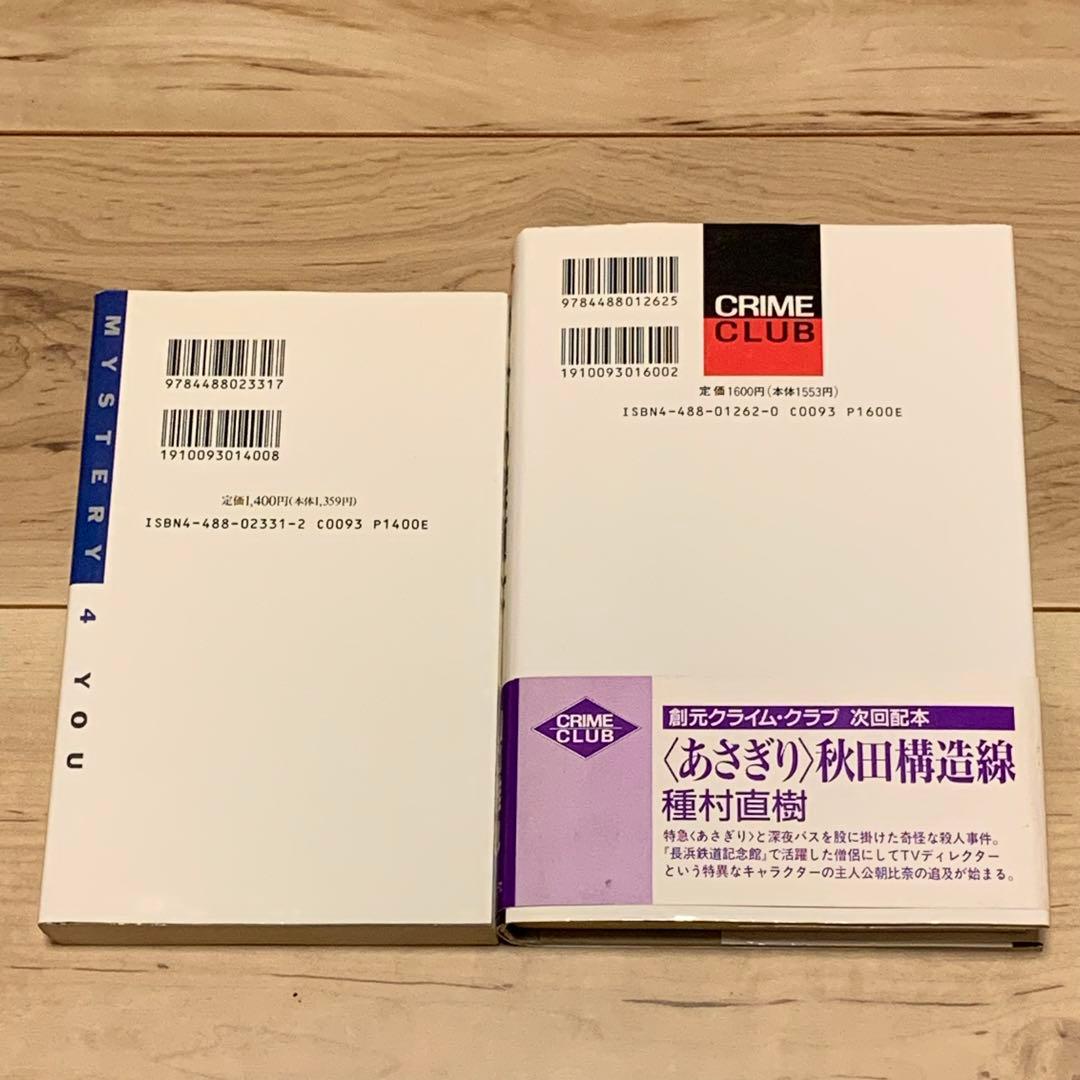 MYSTERY 4 YOU
9784488023317
1910093014008
定価1,400円(本体1,359円)
ISBN4-488-02331-2 C0093 P1400E
9784488012625
1910093016002
CRIME
CLUB
定価1600円(本体1553円)
ISBN4-488-01262-0 C0093 P1600E
CRIME
CLUB
創元クライム・クラブ 次回配本
〈あさぎり〉秋田構造線
種村直樹
特急〈あさぎり〉と深夜バスを股に掛けた奇怪な殺人事件。
『長浜鉄道記念館』で活躍した僧侶にしてTVディレクター
という特異なキャラクターの主人公朝比奈の追及が始まる。